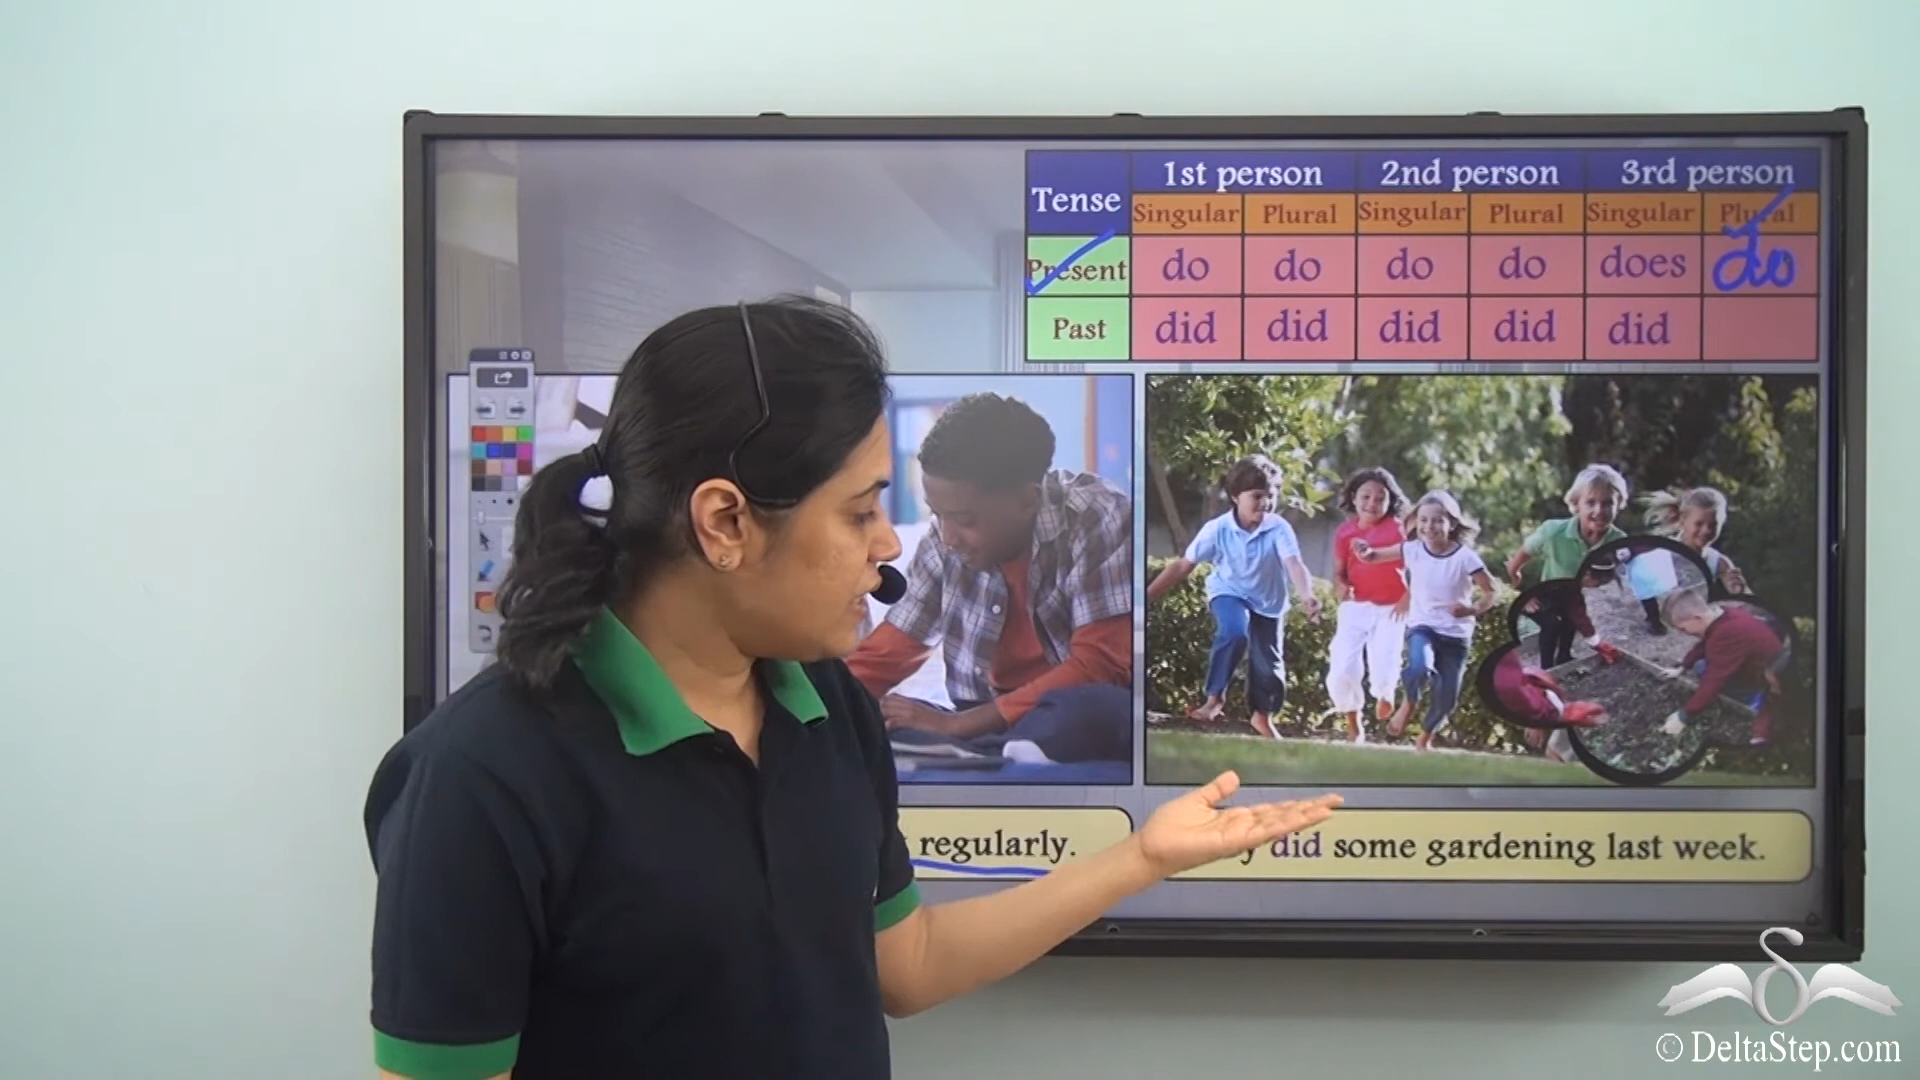 Tense 1st person 2nd person 3rd person
Singular Plural Singular Plural Singular Plural
Present do do do do does do
Past did did did did did
regularly.
did some gardening last week.
© DeltaStep.com